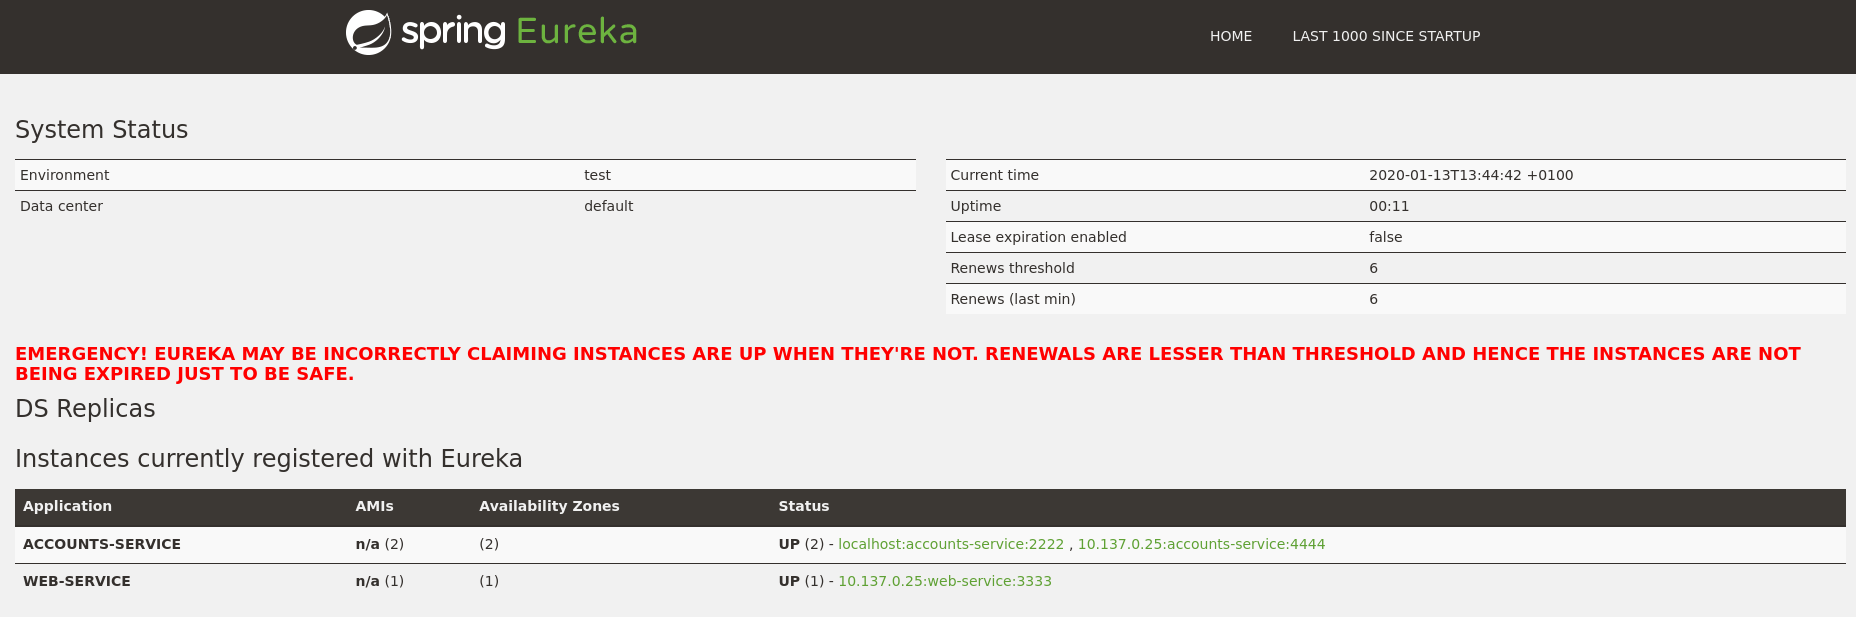 spring Eureka
HOME LAST 1000 SINCE STARTUP
System Status
Environment test
Data center default
Current time 2020-01-13T13:44:42 +0100
Uptime 00:11
Lease expiration enabled false
Renews threshold 6
Renews (last min) 6
EMERGENCY! EUREKA MAY BE INCORRECTLY CLAIMING INSTANCES ARE UP WHEN THEY'RE NOT. RENEWALS ARE LESSER THAN THRESHOLD AND HENCE THE INSTANCES ARE NOT
BEING EXPIRED JUST TO BE SAFE.
DS Replicas
Instances currently registered with Eureka
Application AMIs Availability Zones Status
ACCOUNTS-SERVICE n/a (2) (2) UP (2) - localhost:accounts-service:2222 , 10.137.0.25:accounts-service:4444
WEB-SERVICE n/a (1) (1) UP (1) - 10.137.0.25:web-service:3333